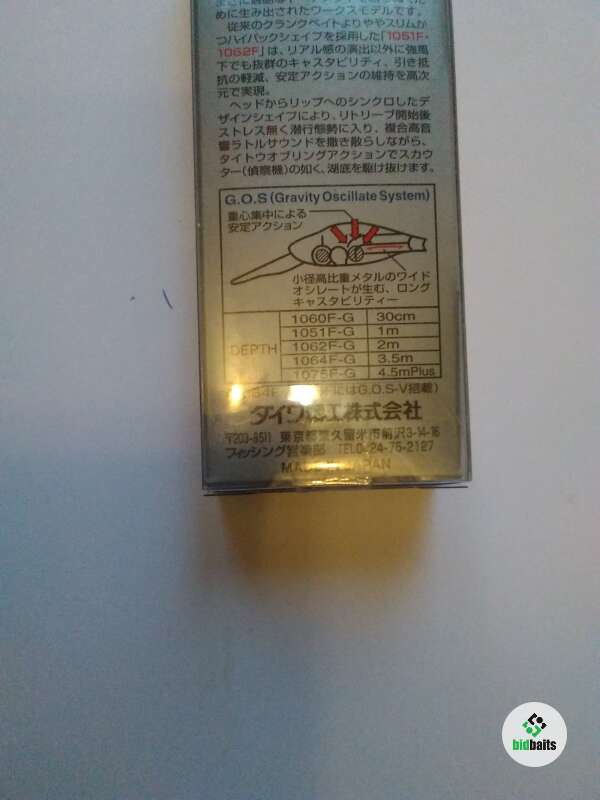 めに生み出されたワークスモデルです。
従来のクランクベイトよりややスリムか
つハイバックシェイプを採用した「1051F・
1062F」は、リアル感の演出以外に強風
下でも抜群のキャスタビリティ、引き抵
抗の軽減、安定アクションの維持を高次
元で実現。
ヘッドからリップへのシンクロしたデ
ザインシェイプにより、リトリーブ開始後
ストレス無く潜行態勢に入り、複合高音
響ラトルサウンドを撒き散らしながら、
タイトウオブリングアクションでスカウ
ター(偵察機)の如く、湖底を駆け抜けます。
G.O.S (Gravity Oscillate System)
重心集中による
安定アクション
小径高比重メタルのワイド
オシレートが生む、ロング
キャスタビリティー
DEPTH
1060F-G 30cm
1051F-G 1m
1062F-G 2m
1064F-G 3.5m
1075F-G 4.5mPlus
にはG.O.S-V搭載)
ダイワ精工株式会社
〒203-8511 東京都東久留米市前沢3-14-16
フィッシング営業部 TEL0424-75-2127
MADE IN JAPAN
bidbaits